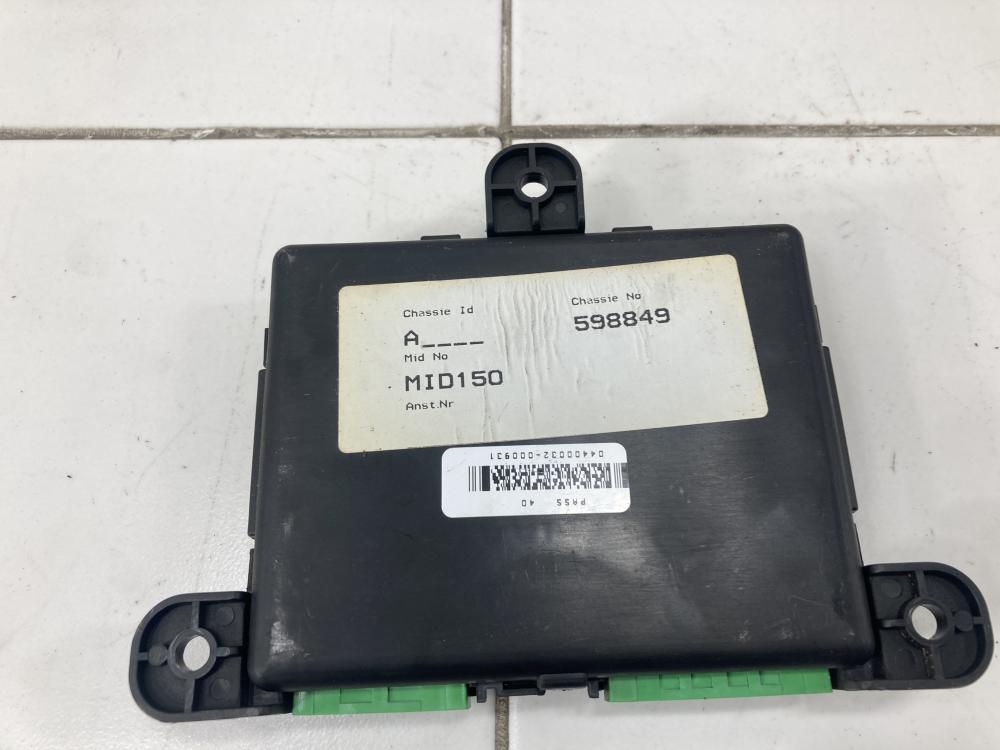 Chassie Id
Chassie No
A____
598849
Mid No
MID150
Anst.Nr
04400032-000931
PASS 40